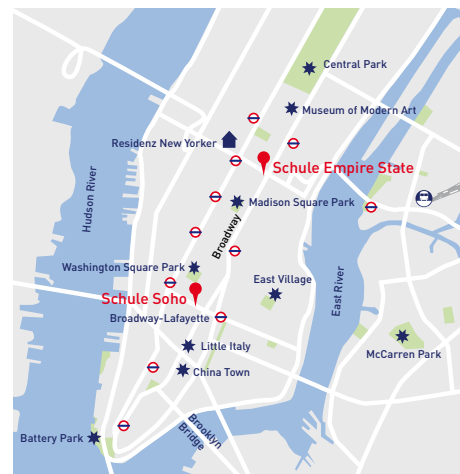 Central Park
Museum of Modern Art
Residenz New Yorker
Schule Empire State
Hudson River
Madison Square Park
Broadway
Washington Square Park
East Village
East River
Schule Soho
Broadway-Lafayette
Little Italy
McCarren Park
China Town
Brooklyn
Bridge
Battery Park